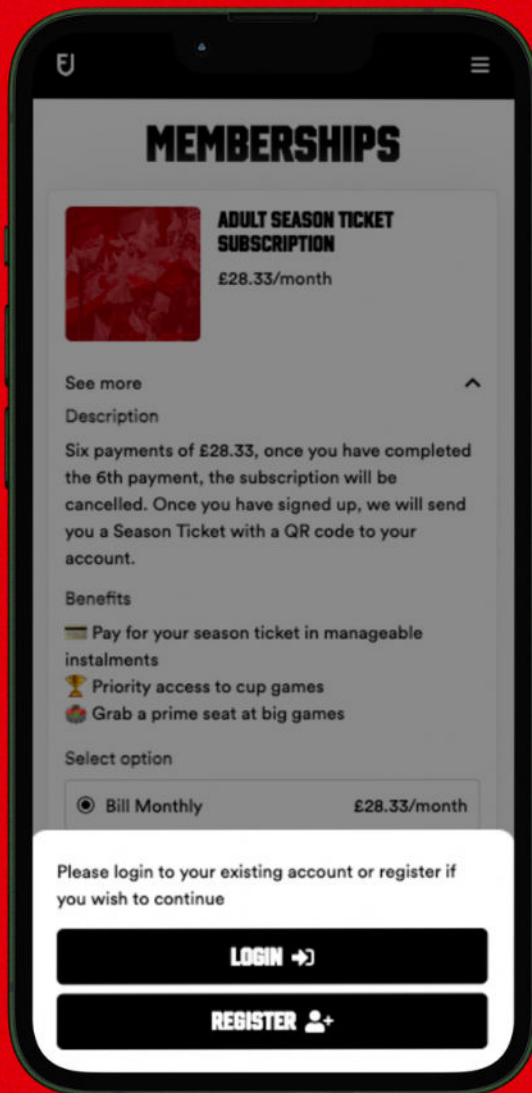 MEMBERSHIPS
ADULT SEASON TICKET
SUBSCRIPTION
£28.33/month
See more
Description
Six payments of £28.33, once you have completed
the 6th payment, the subscription will be
cancelled. Once you have signed up, we will send
you a Season Ticket with a QR code to your
account.
Benefits
💳 Pay for your season ticket in manageable
instalments
🏆 Priority access to cup games
🏟️ Grab a prime seat at big games
Select option
Bill Monthly £28.33/month
Please login to your existing account or register if
you wish to continue
LOGIN
REGISTER